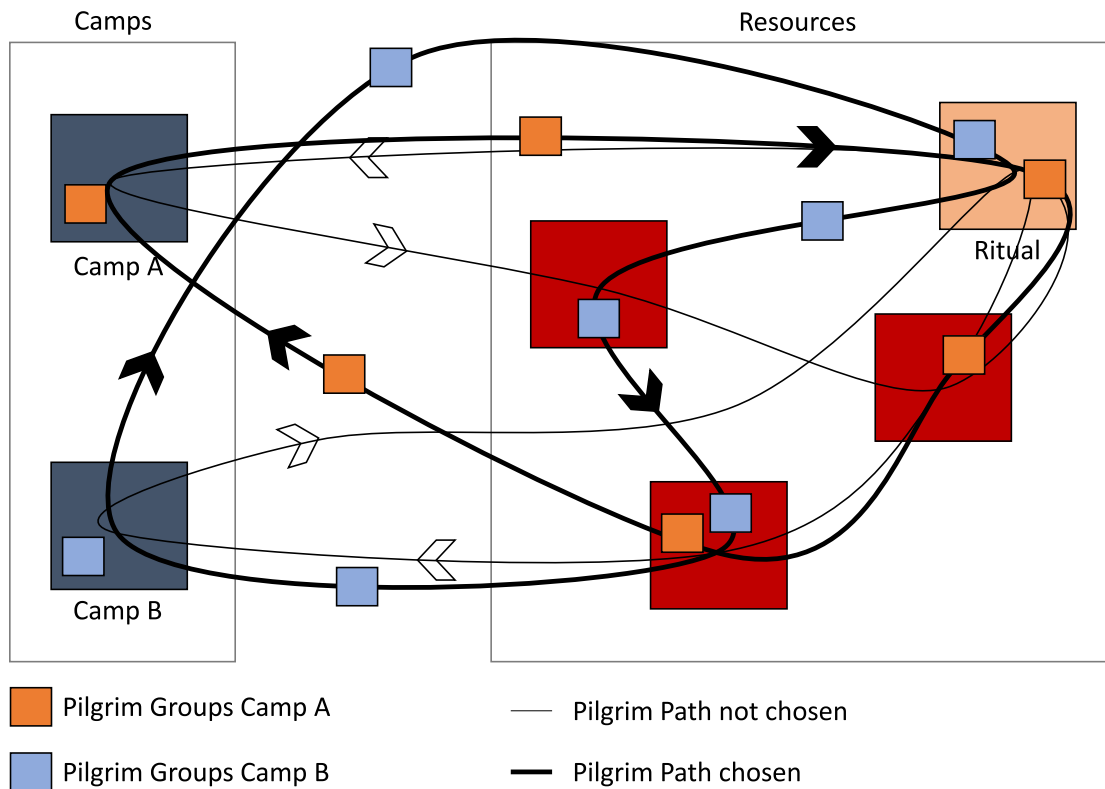 Camps
Resources
Camp A
Ritual
Camp B
Pilgrim Groups Camp A
Pilgrim Path not chosen
Pilgrim Groups Camp B
Pilgrim Path chosen